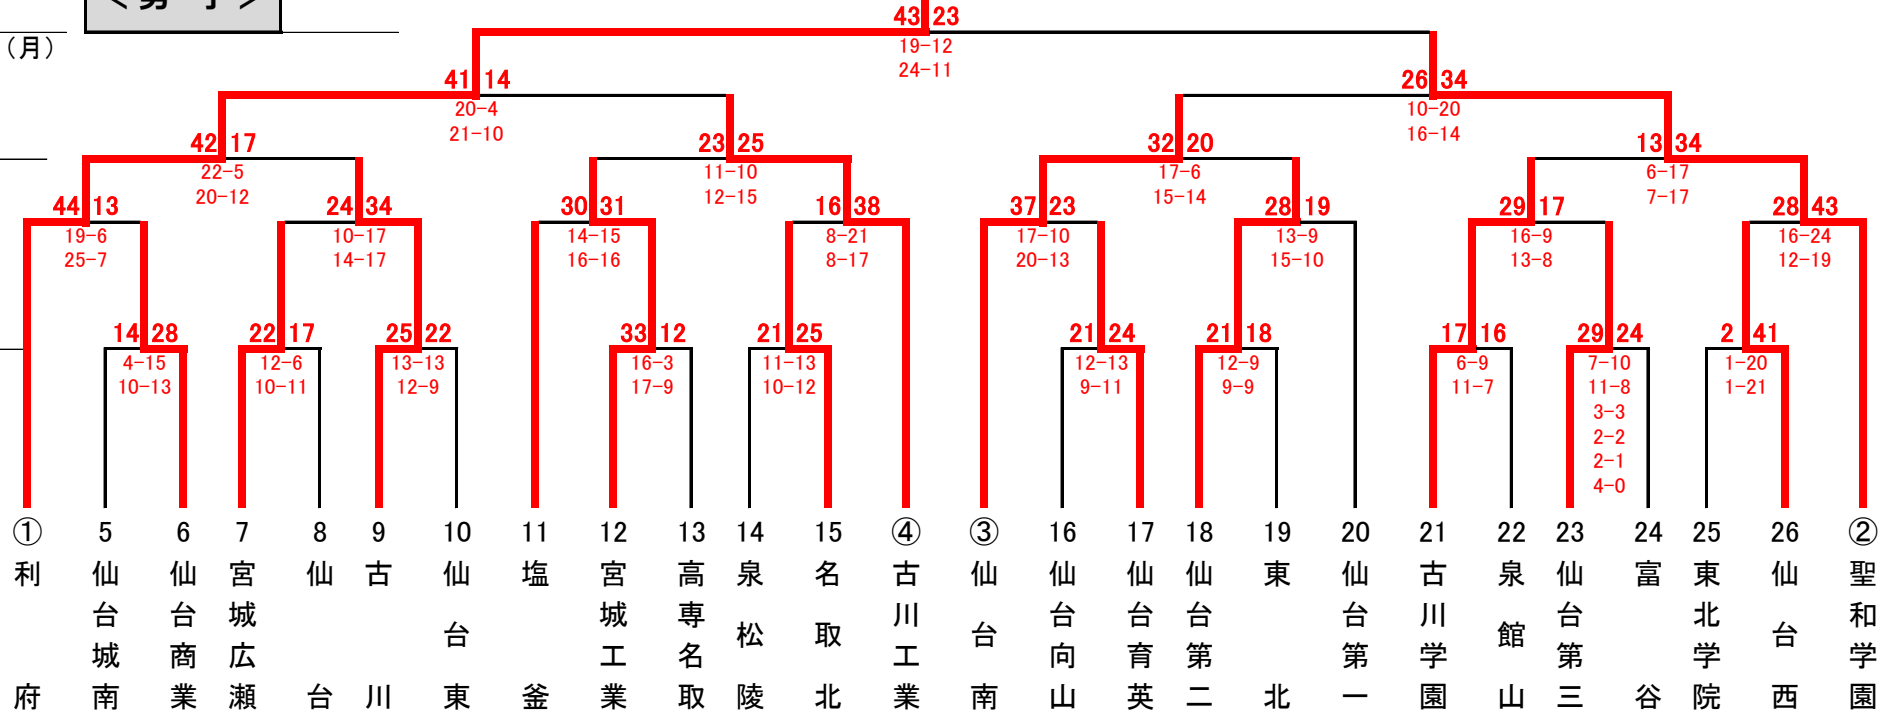 ＜男 子＞
43 23
(月)
19-12
24-11
41 14
26 34
20-4
21-10
10-20
16-14
42 17
23 25
32 20
13 34
22-5
20-12
11-10
12-15
17-6
15-14
6-17
7-17
44 13
24 34
30 31
16 38
37 23
28 19
29 17
28 43
19-6
25-7
10-17
14-17
14-15
16-16
8-21
8-17
17-10
20-13
13-9
15-10
16-9
13-8
16-24
12-19
14 28
22 17
25 22
33 12
21 25
21 24
21 18
17 16
29 24
2 41
4-15
10-13
12-6
10-11
13-13
12-9
16-3
17-9
11-13
10-12
12-13
9-11
12-9
9-9
6-9
11-7
7-10
11-8
3-3
2-2
2-1
4-0
1-20
1-21
① 利府
5 仙台城南
6 仙台商業
7 宮城広瀬
8 仙台
9 古川
10 仙台東
11 塩釜
12 宮城工業
13 高専名取
14 泉松陵
15 名取北
④ 古川工業
③ 仙台南
16 仙台向山
17 仙台育英
18 仙台第二
19 東北
20 仙台第一
21 古川学園
22 泉館山
23 仙台第三
24 富谷
25 東北学院
26 仙台西
② 聖和学園